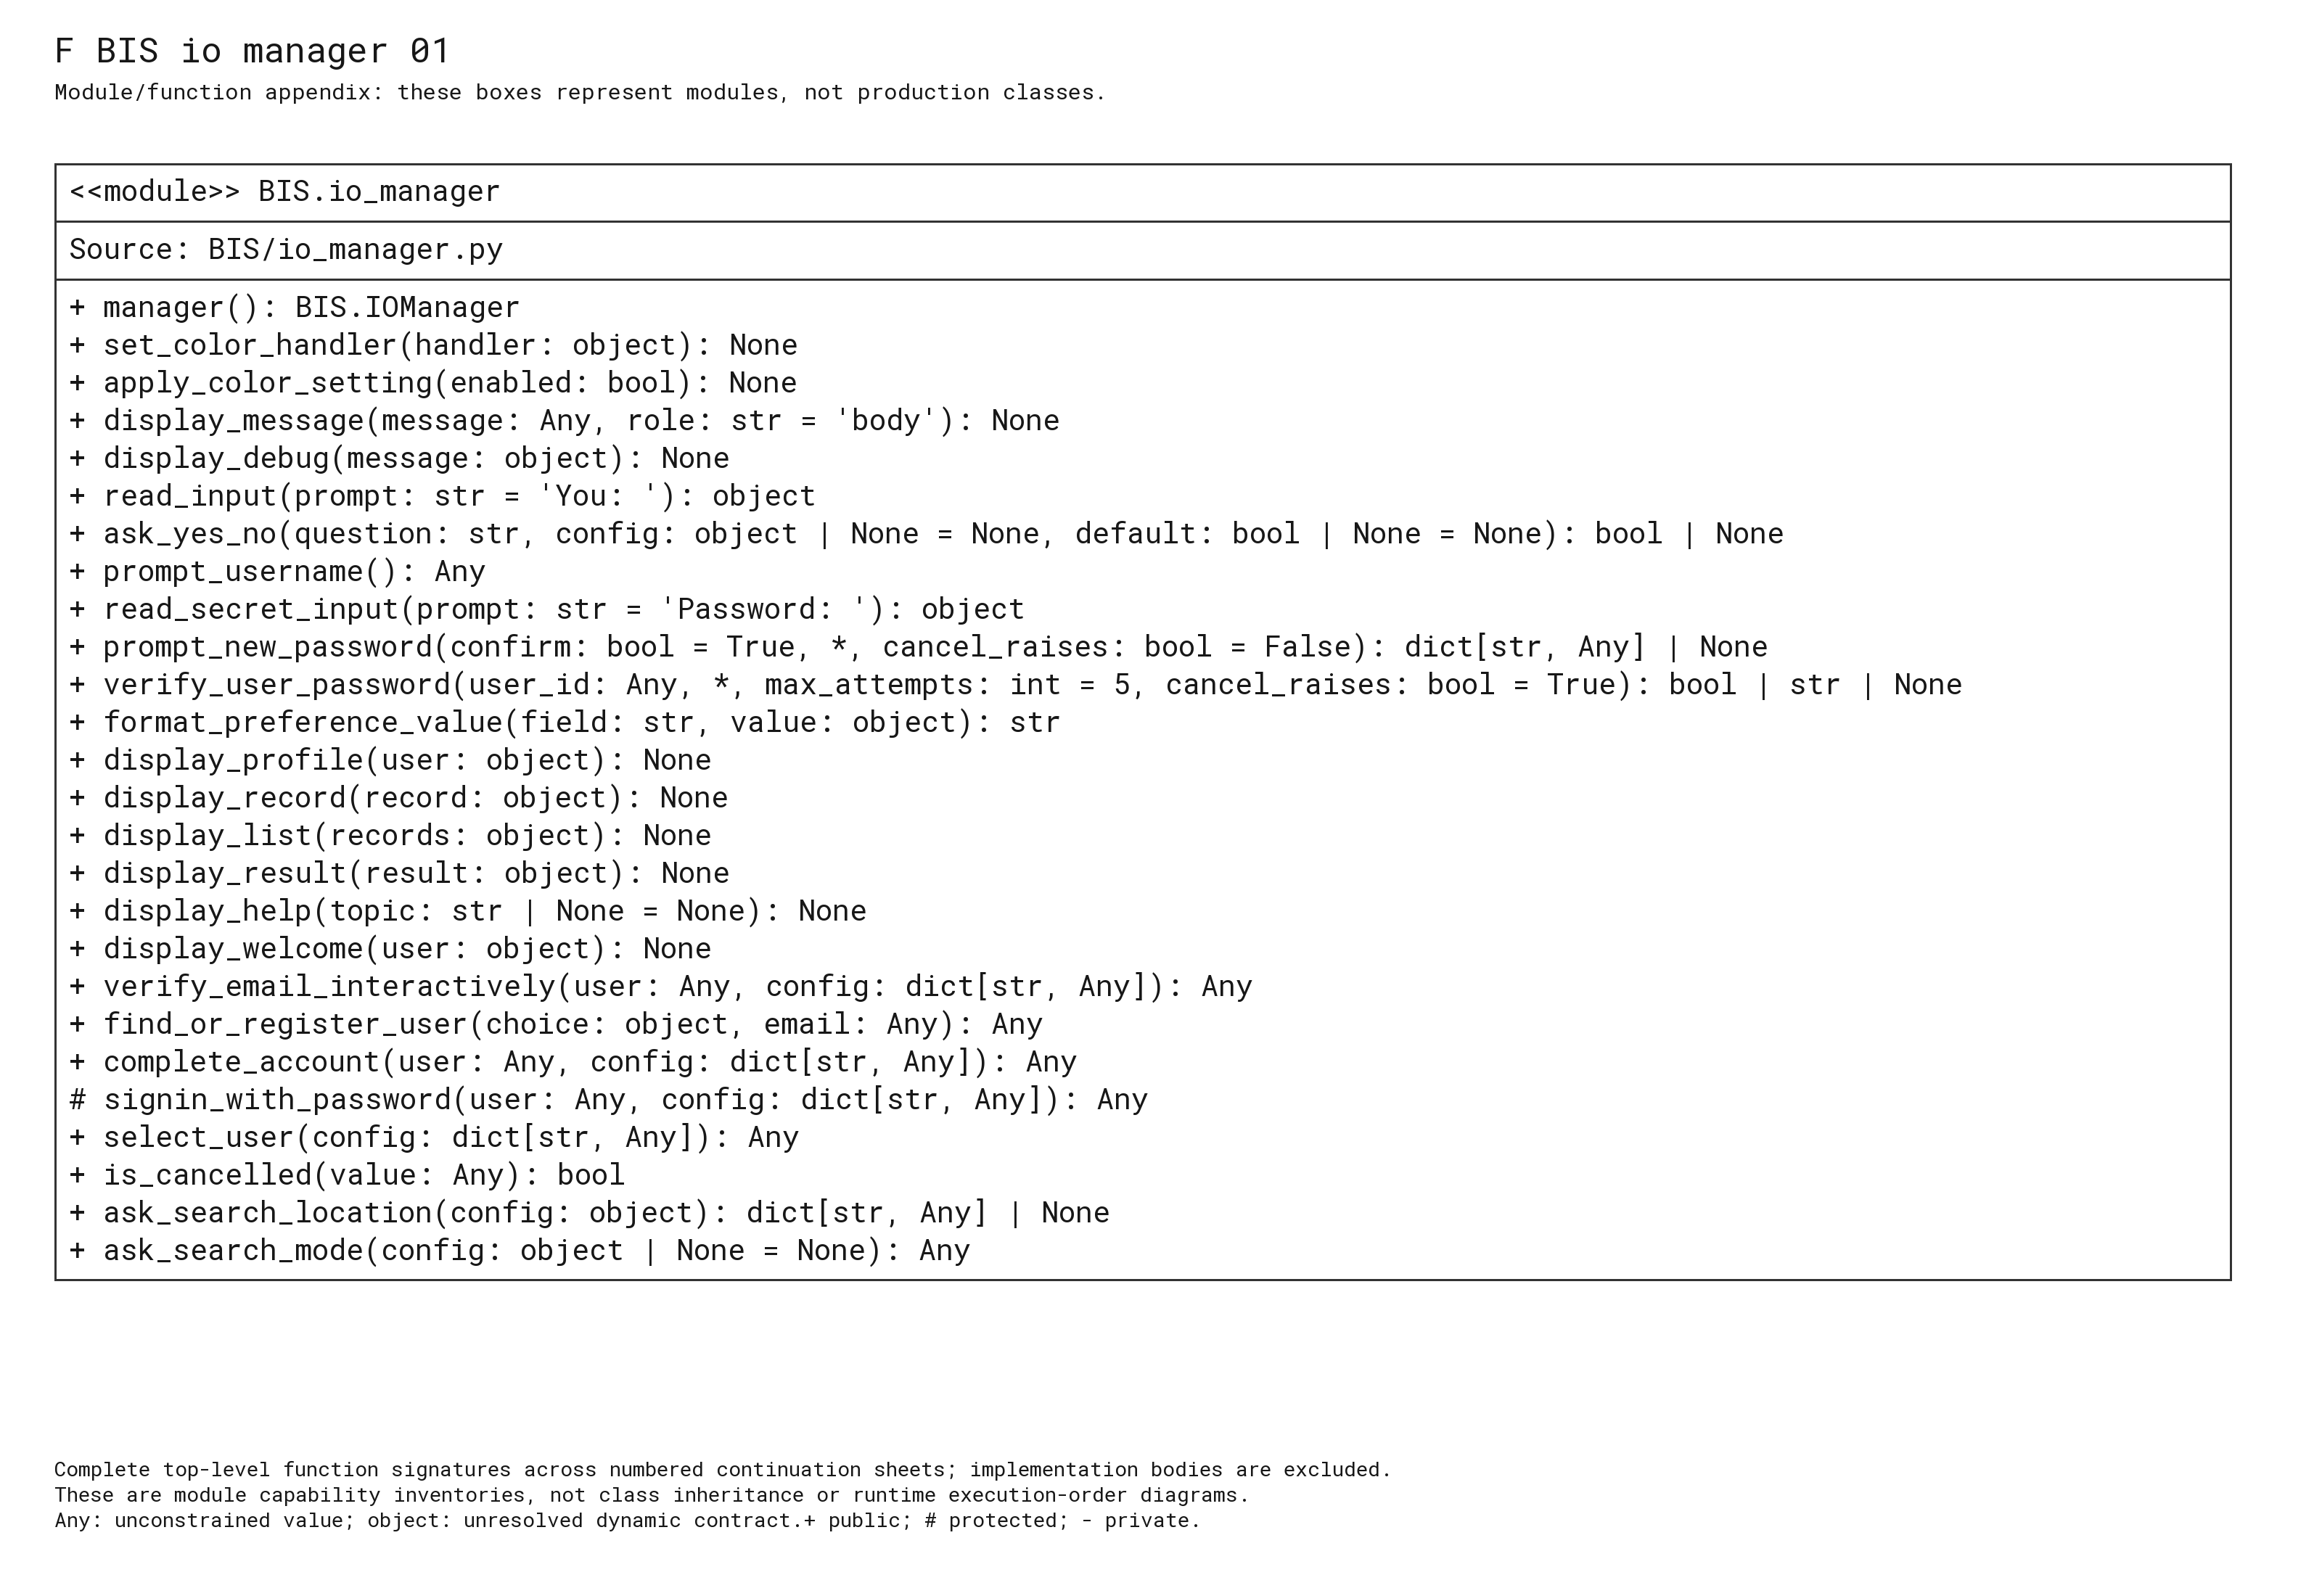 F BIS io manager 01
Module/function appendix: these boxes represent modules, not production classes.
<<module>> BIS.io_manager
Source: BIS/io_manager.py
+ manager(): BIS.IOManager
+ set_color_handler(handler: object): None
+ apply_color_setting(enabled: bool): None
+ display_message(message: Any, role: str = 'body'): None
+ display_debug(message: object): None
+ read_input(prompt: str = 'You: '): object
+ ask_yes_no(question: str, config: object | None = None, default: bool | None = None): bool | None
+ prompt_username(): Any
+ read_secret_input(prompt: str = 'Password: '): object
+ prompt_new_password(confirm: bool = True, *, cancel_raises: bool = False): dict[str, Any] | None
+ verify_user_password(user_id: Any, *, max_attempts: int = 5, cancel_raises: bool = True): bool | str | None
+ format_preference_value(field: str, value: object): str
+ display_profile(user: object): None
+ display_record(record: object): None
+ display_list(records: object): None
+ display_result(result: object): None
+ display_help(topic: str | None = None): None
+ display_welcome(user: object): None
+ verify_email_interactively(user: Any, config: dict[str, Any]): Any
+ find_or_register_user(choice: object, email: Any): Any
+ complete_account(user: Any, config: dict[str, Any]): Any
# signin_with_password(user: Any, config: dict[str, Any]): Any
+ select_user(config: dict[str, Any]): Any
+ is_cancelled(value: Any): bool
+ ask_search_location(config: object): dict[str, Any] | None
+ ask_search_mode(config: object | None = None): Any
Complete top-level function signatures across numbered continuation sheets; implementation bodies are excluded.
These are module capability inventories, not class inheritance or runtime execution-order diagrams.
Any: unconstrained value; object: unresolved dynamic contract.+ public; # protected; - private.